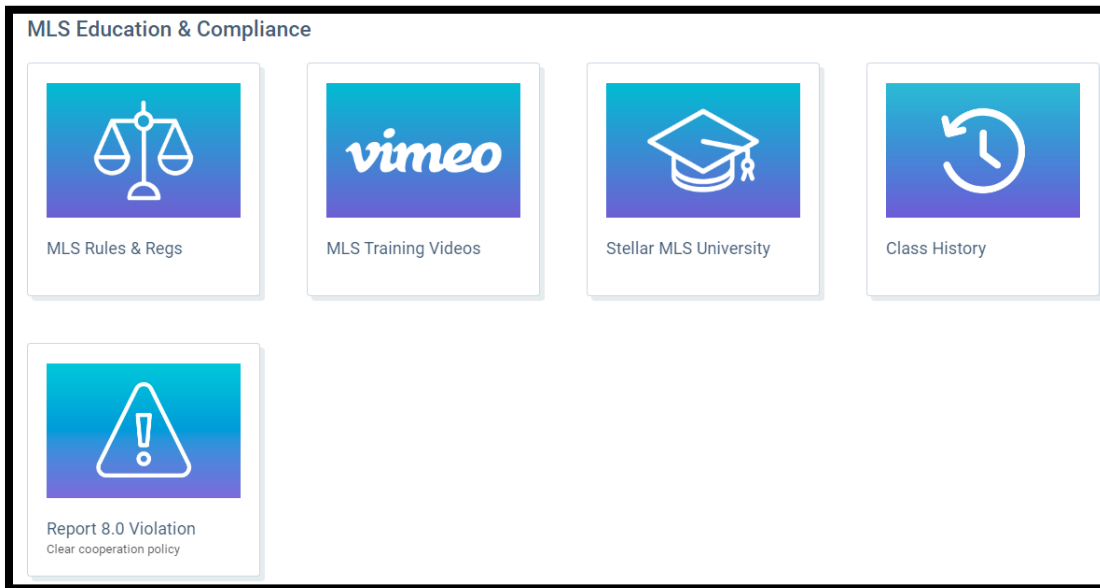 MLS Education & Compliance
vimeo
MLS Rules & Regs
MLS Training Videos
Stellar MLS University
Class History
Report 8.0 Violation
Clear cooperation policy